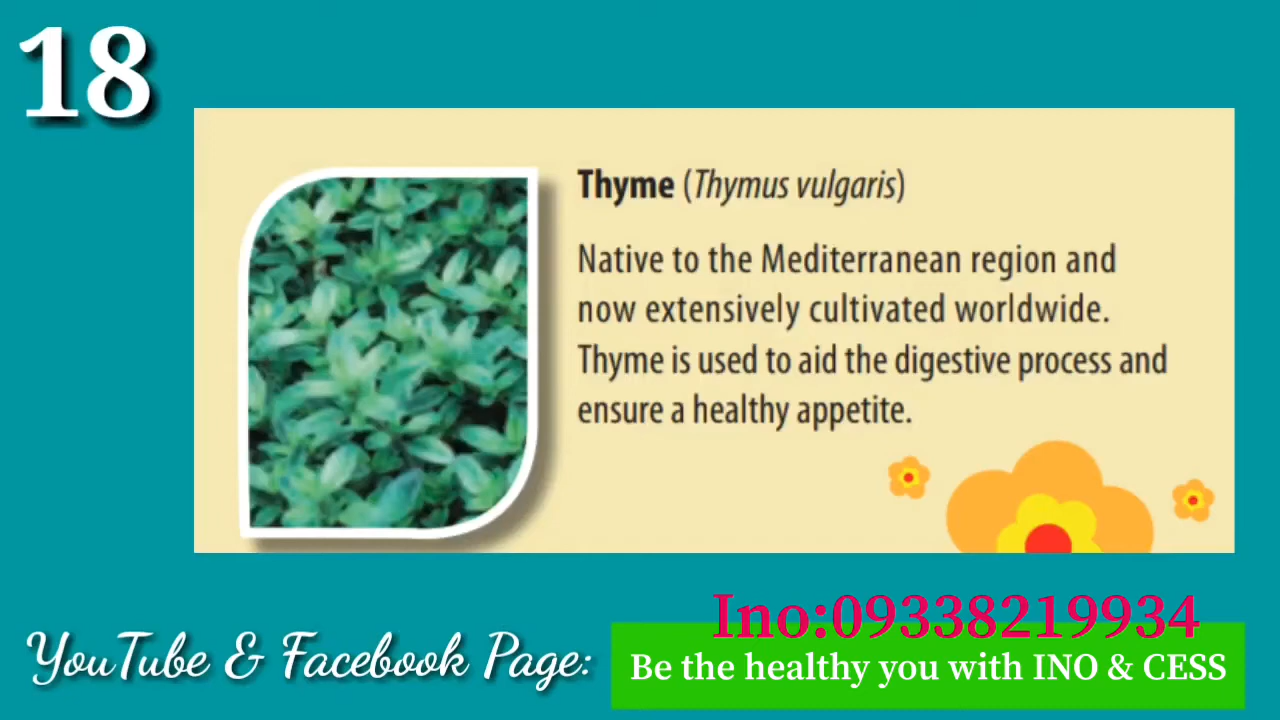 18
Thyme (Thymus vulgaris)
Native to the Mediterranean region and
now extensively cultivated worldwide.
Thyme is used to aid the digestive process and
ensure a healthy appetite.
Ino:09338219934
YouTube & Facebook Page:
Be the healthy you with INO & CESS